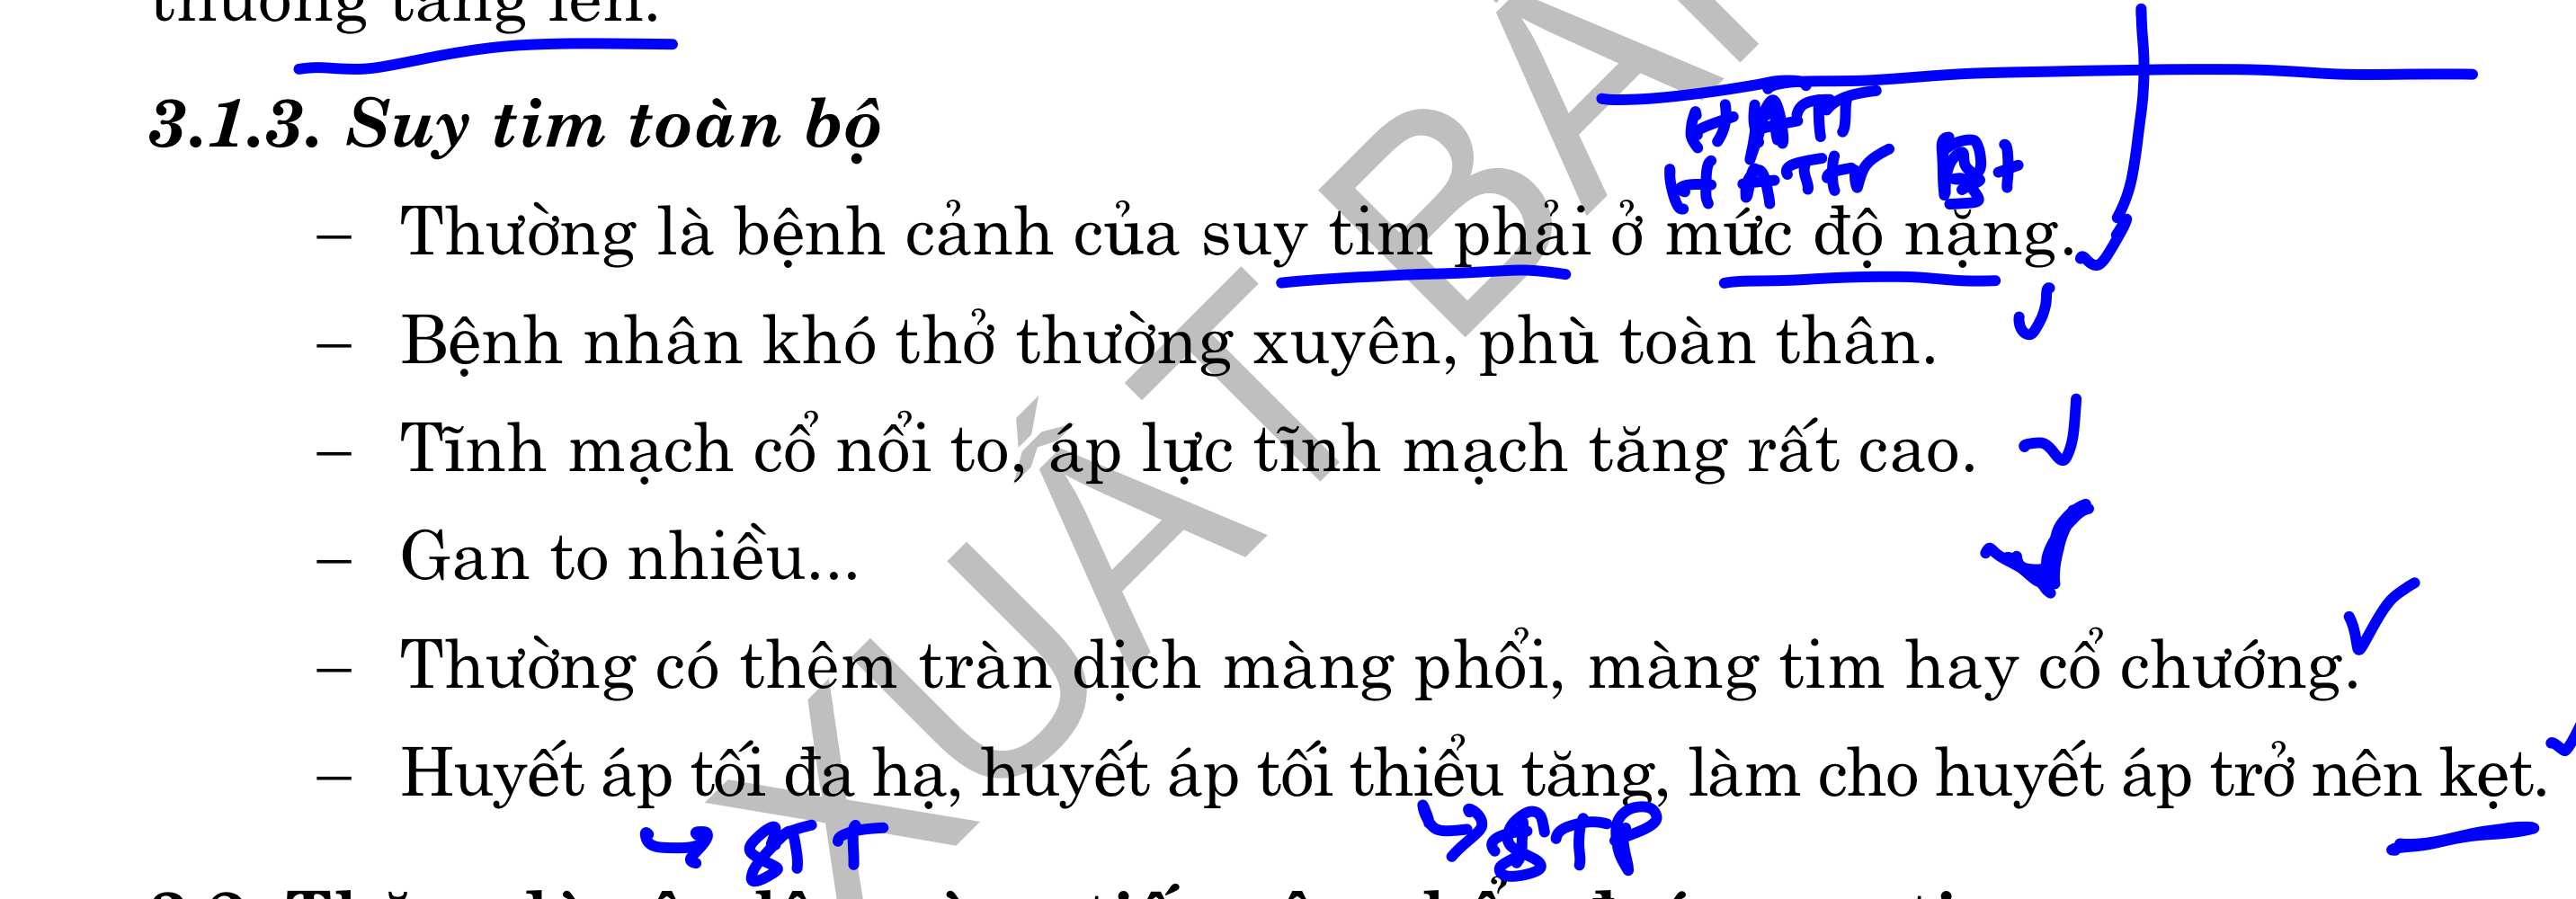 thường tăng lên.
3.1.3. Suy tim toàn bộ
HATT
HATTr
– Thường là bệnh cảnh của suy tim phải ở mức độ nặng.
– Bệnh nhân khó thở thường xuyên, phù toàn thân.
– Tĩnh mạch cổ nổi to, áp lực tĩnh mạch tăng rất cao.
– Gan to nhiều...
– Thường có thêm tràn dịch màng phổi, màng tim hay cổ chướng.
– Huyết áp tối đa hạ, huyết áp tối thiểu tăng, làm cho huyết áp trở nên kẹt.
STT
STP
XUẤT BẢN